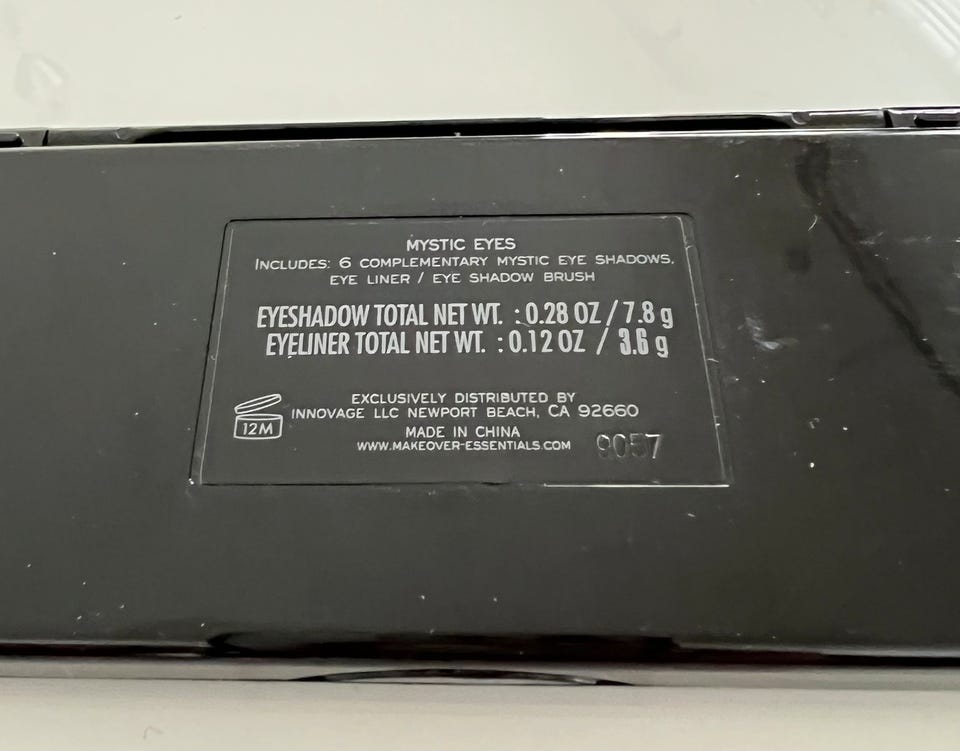 MYSTIC EYES
INCLUDES: 6 COMPLEMENTARY MYSTIC EYE SHADOWS.
EYE LINER / EYE SHADOW BRUSH
EYESHADOW TOTAL NET WT. : 0.28 OZ / 7.8 g
EYELINER TOTAL NET WT. : 0.12 OZ / 3.6 g
EXCLUSIVELY DISTRIBUTED BY
INNOVAGE LLC NEWPORT BEACH, CA 92660
12M
MADE IN CHINA
WWW.MAKEOVER-ESSENTIALS.COM
9057